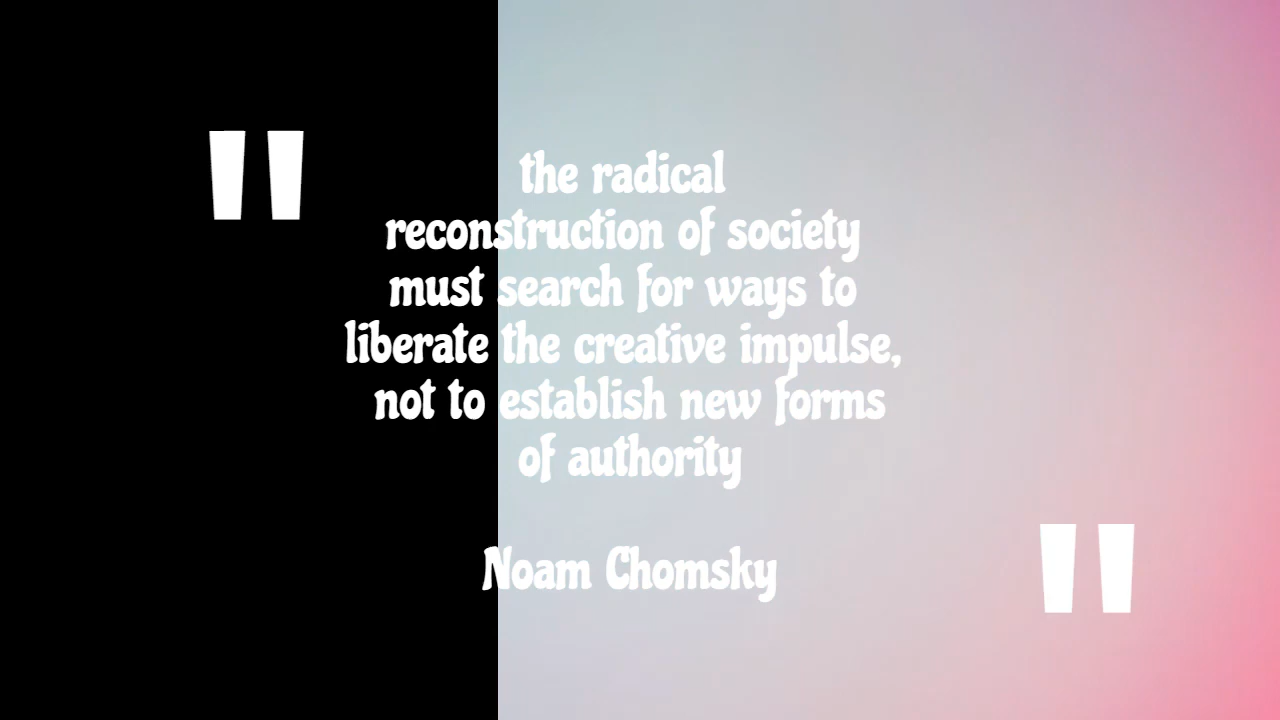 "
the radical
reconstruction of society
must search for ways to
liberate the creative impulse,
not to establish new forms
of authority
Noam Chomsky
"